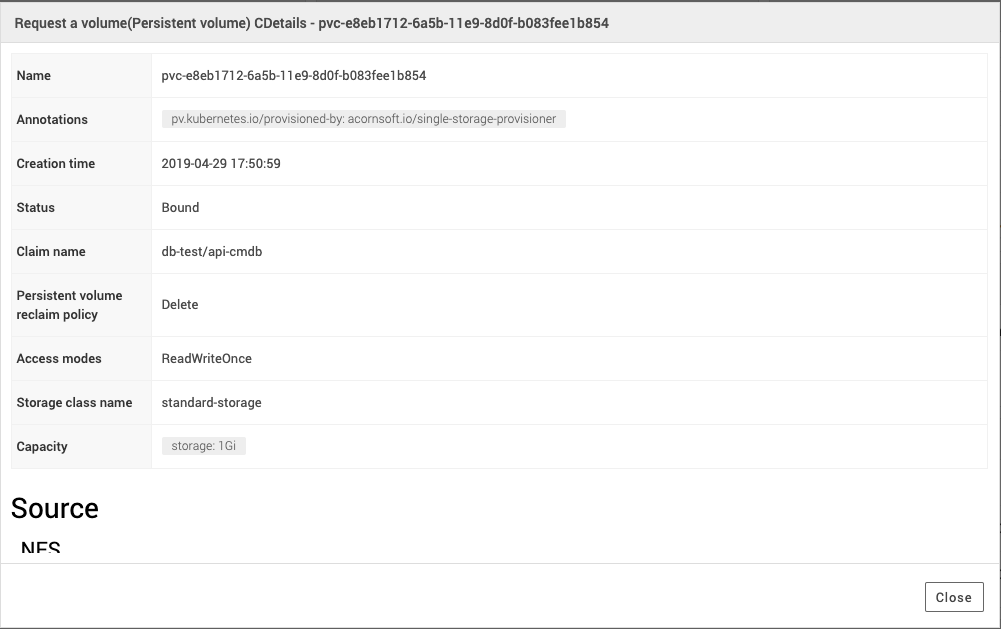 Request a volume(Persistent volume) CDetails - pvc-e8eb1712-6a5b-11e9-8d0f-b083fee1b854
Name pvc-e8eb1712-6a5b-11e9-8d0f-b083fee1b854
Annotations pv.kubernetes.io/provisioned-by: acornsoft.io/single-storage-provisioner
Creation time 2019-04-29 17:50:59
Status Bound
Claim name db-test/api-cmdb
Persistent volume
reclaim policy Delete
Access modes ReadWriteOnce
Storage class name standard-storage
Capacity storage: 1Gi
Source
NFS
Close